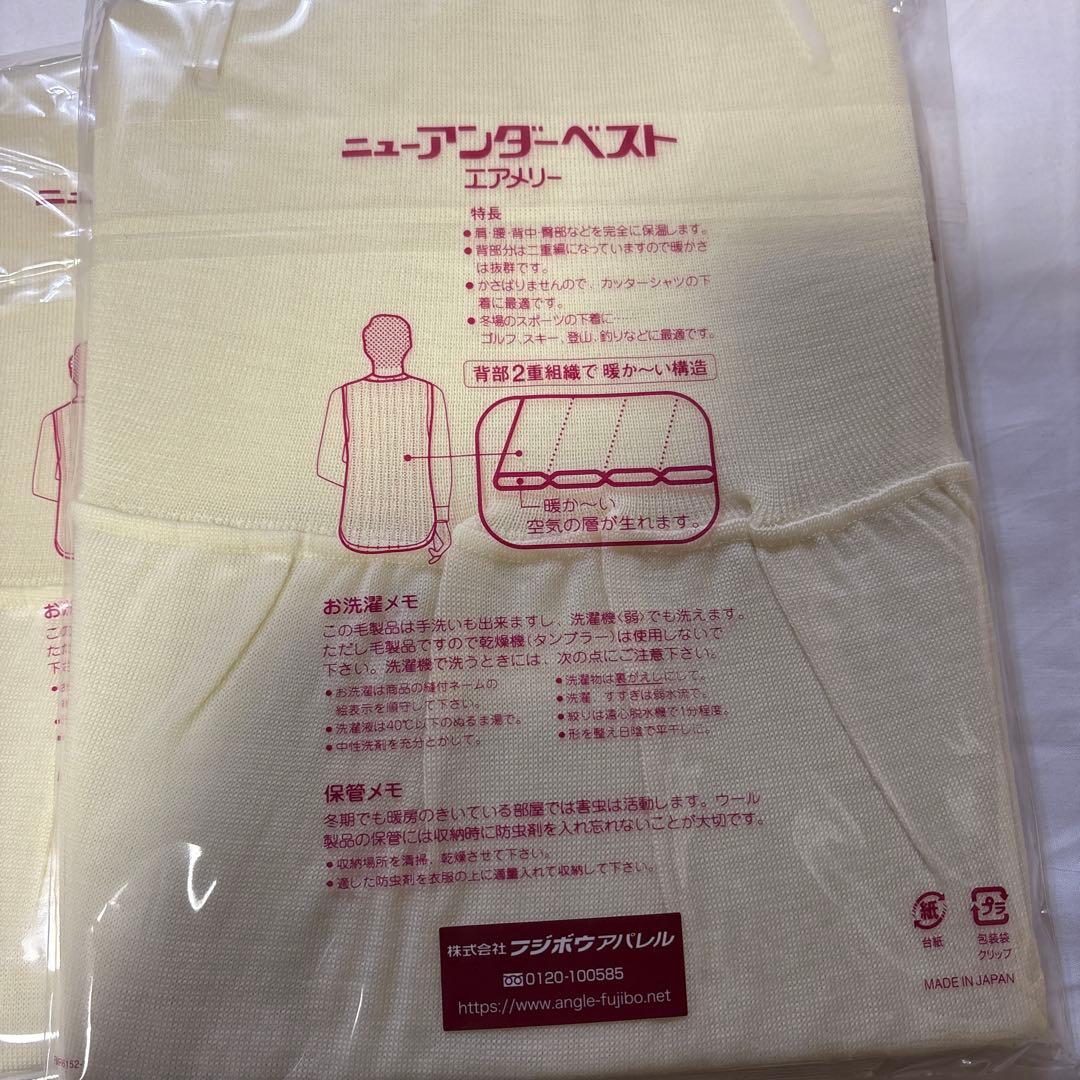 ニューアンダーベスト
エアメリー
特長
●肩・腰・背中・臀部などを完全に保温します。
●背部分は二重編になっていますので暖かさ
は抜群です。
●かさばりませんので、カッターシャツの下
着に最適です。
●冬場のスポーツの下着に……
ゴルフ、スキー、登山、釣りなどに最適です。
背部2重組織で 暖か〜い構造
暖か〜い
空気の層が生れます。
お洗濯メモ
この毛製品は手洗いも出来ますし、洗濯機〈弱〉でも洗えます。
ただし毛製品ですので乾燥機(タンブラー)は使用しないで
下さい。洗濯機で洗うときには、次の点にご注意下さい。
●お洗濯は商品の縫付ネームの
絵表示を順守して下さい。
●洗濯液は40℃以下のぬるま湯で。
●中性洗剤を充分とかして。
●洗濯物は裏がえしにして。
●洗濯 すすぎは弱水流で。
●絞りは遠心脱水機で1分程度。
●形を整え日陰で平干しに。
保管メモ
冬期でも暖房のきいている部屋では害虫は活動します。ウール
製品の保管には収納時に防虫剤を入れ忘れないことが大切です。
●収納場所を清掃、乾燥させて下さい。
●適した防虫剤を衣服の上に適量入れて収納して下さい。
株式会社フジボウアパレル
0120-100585
https://www.angle-fujibo.net
紙
台紙
プラ
包装袋
クリップ
MADE IN JAPAN
ニュ
お洗
この
ただ
下さ